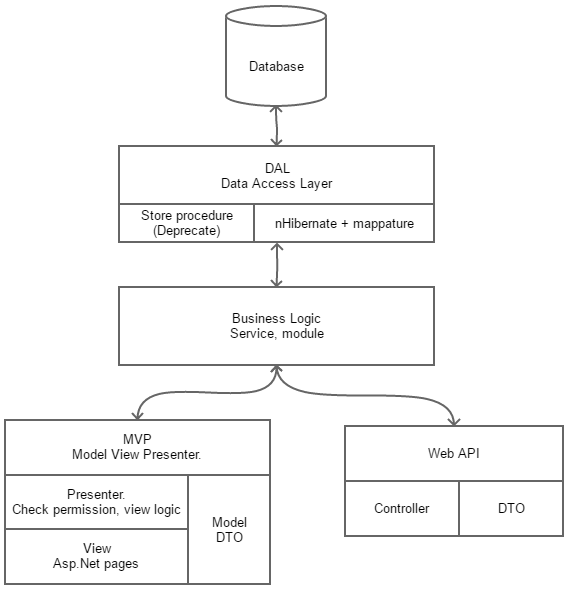 Database
DAL
Data Access Layer
Store procedure
(Deprecate)
nHibernate + mappature
Business Logic
Service, module
MVP
Model View Presenter.
Presenter.
Check permission, view logic
Model
DTO
View
Asp.Net pages
Web API
Controller
DTO